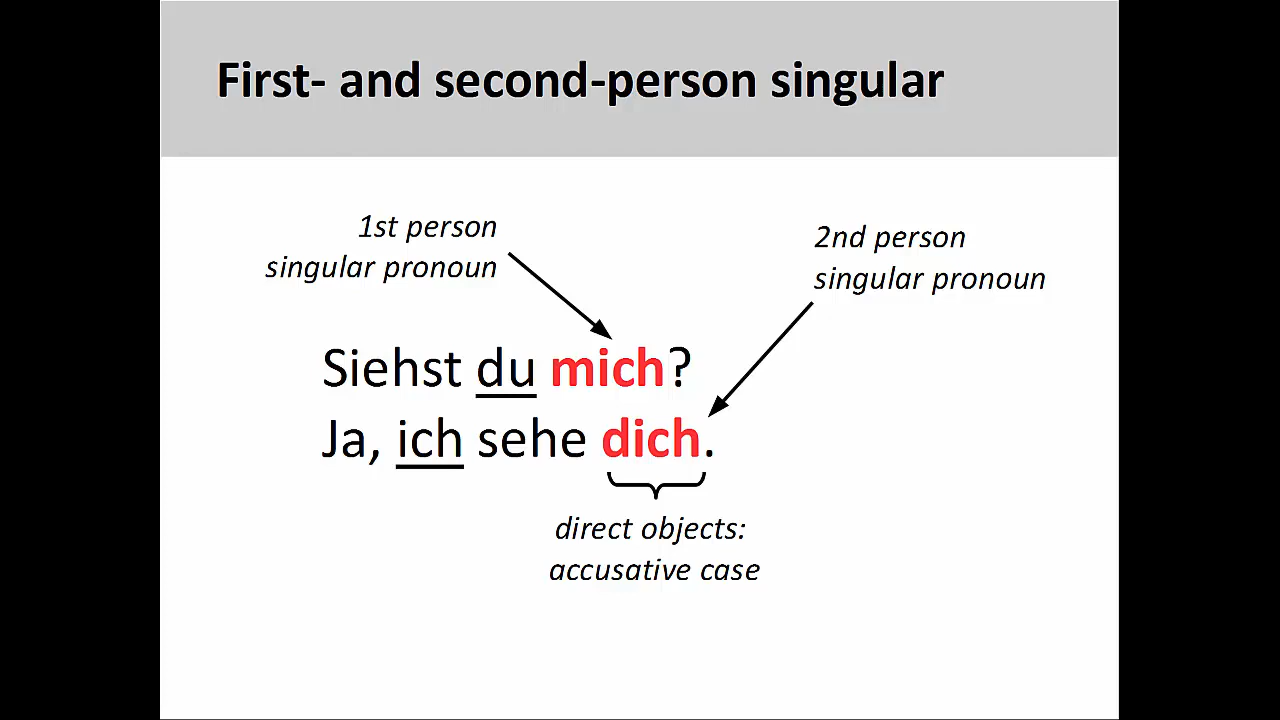 First- and second-person singular
1st person
singular pronoun
2nd person
singular pronoun
Siehst du mich?
Ja, ich sehe dich.
direct objects:
accusative case